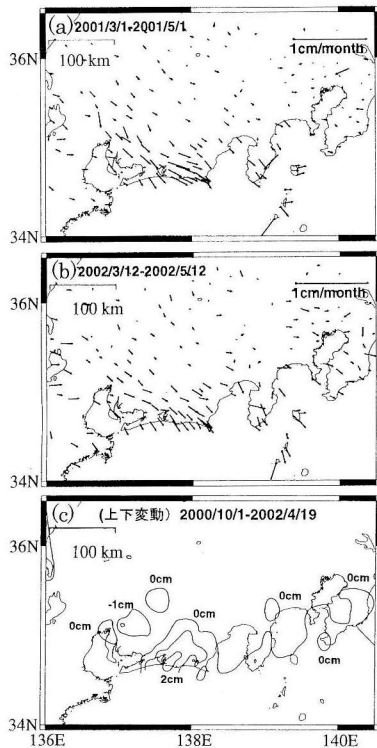 (a) 2001/3/1-2001/5/1
36N
100 km
1cm/month
34N
(b) 2002/3/12-2002/5/12
36N
100 km
1cm/month
34N
(c) (上下変動) 2000/10/1-2002/4/19
36N
100 km
0cm
-1cm
0cm
0cm
0cm
0cm
0cm
2cm
34N
136E
138E
140E